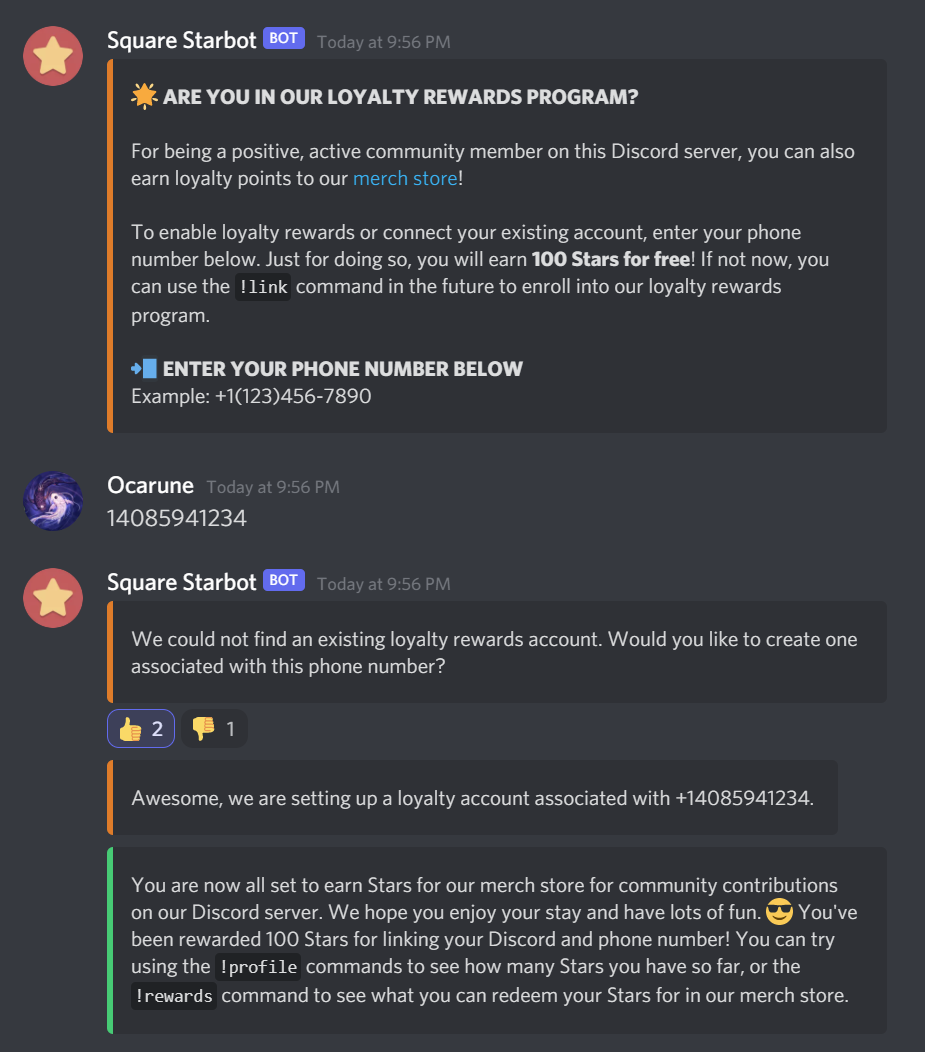 Square Starbot BOT Today at 9:56 PM
ARE YOU IN OUR LOYALTY REWARDS PROGRAM?
For being a positive, active community member on this Discord server, you can also
earn loyalty points to our merch store!
To enable loyalty rewards or connect your existing account, enter your phone
number below. Just for doing so, you will earn 100 Stars for free! If not now, you
can use the !link command in the future to enroll into our loyalty rewards
program.
ENTER YOUR PHONE NUMBER BELOW
Example: +1(123)456-7890
Ocarune Today at 9:56 PM
14085941234
Square Starbot BOT Today at 9:56 PM
We could not find an existing loyalty rewards account. Would you like to create one
associated with this phone number?
👍 2 👎 1
Awesome, we are setting up a loyalty account associated with +14085941234.
You are now all set to earn Stars for our merch store for community contributions
on our Discord server. We hope you enjoy your stay and have lots of fun. 😎 You've
been rewarded 100 Stars for linking your Discord and phone number! You can try
using the !profile commands to see how many Stars you have so far, or the
!rewards command to see what you can redeem your Stars for in our merch store.